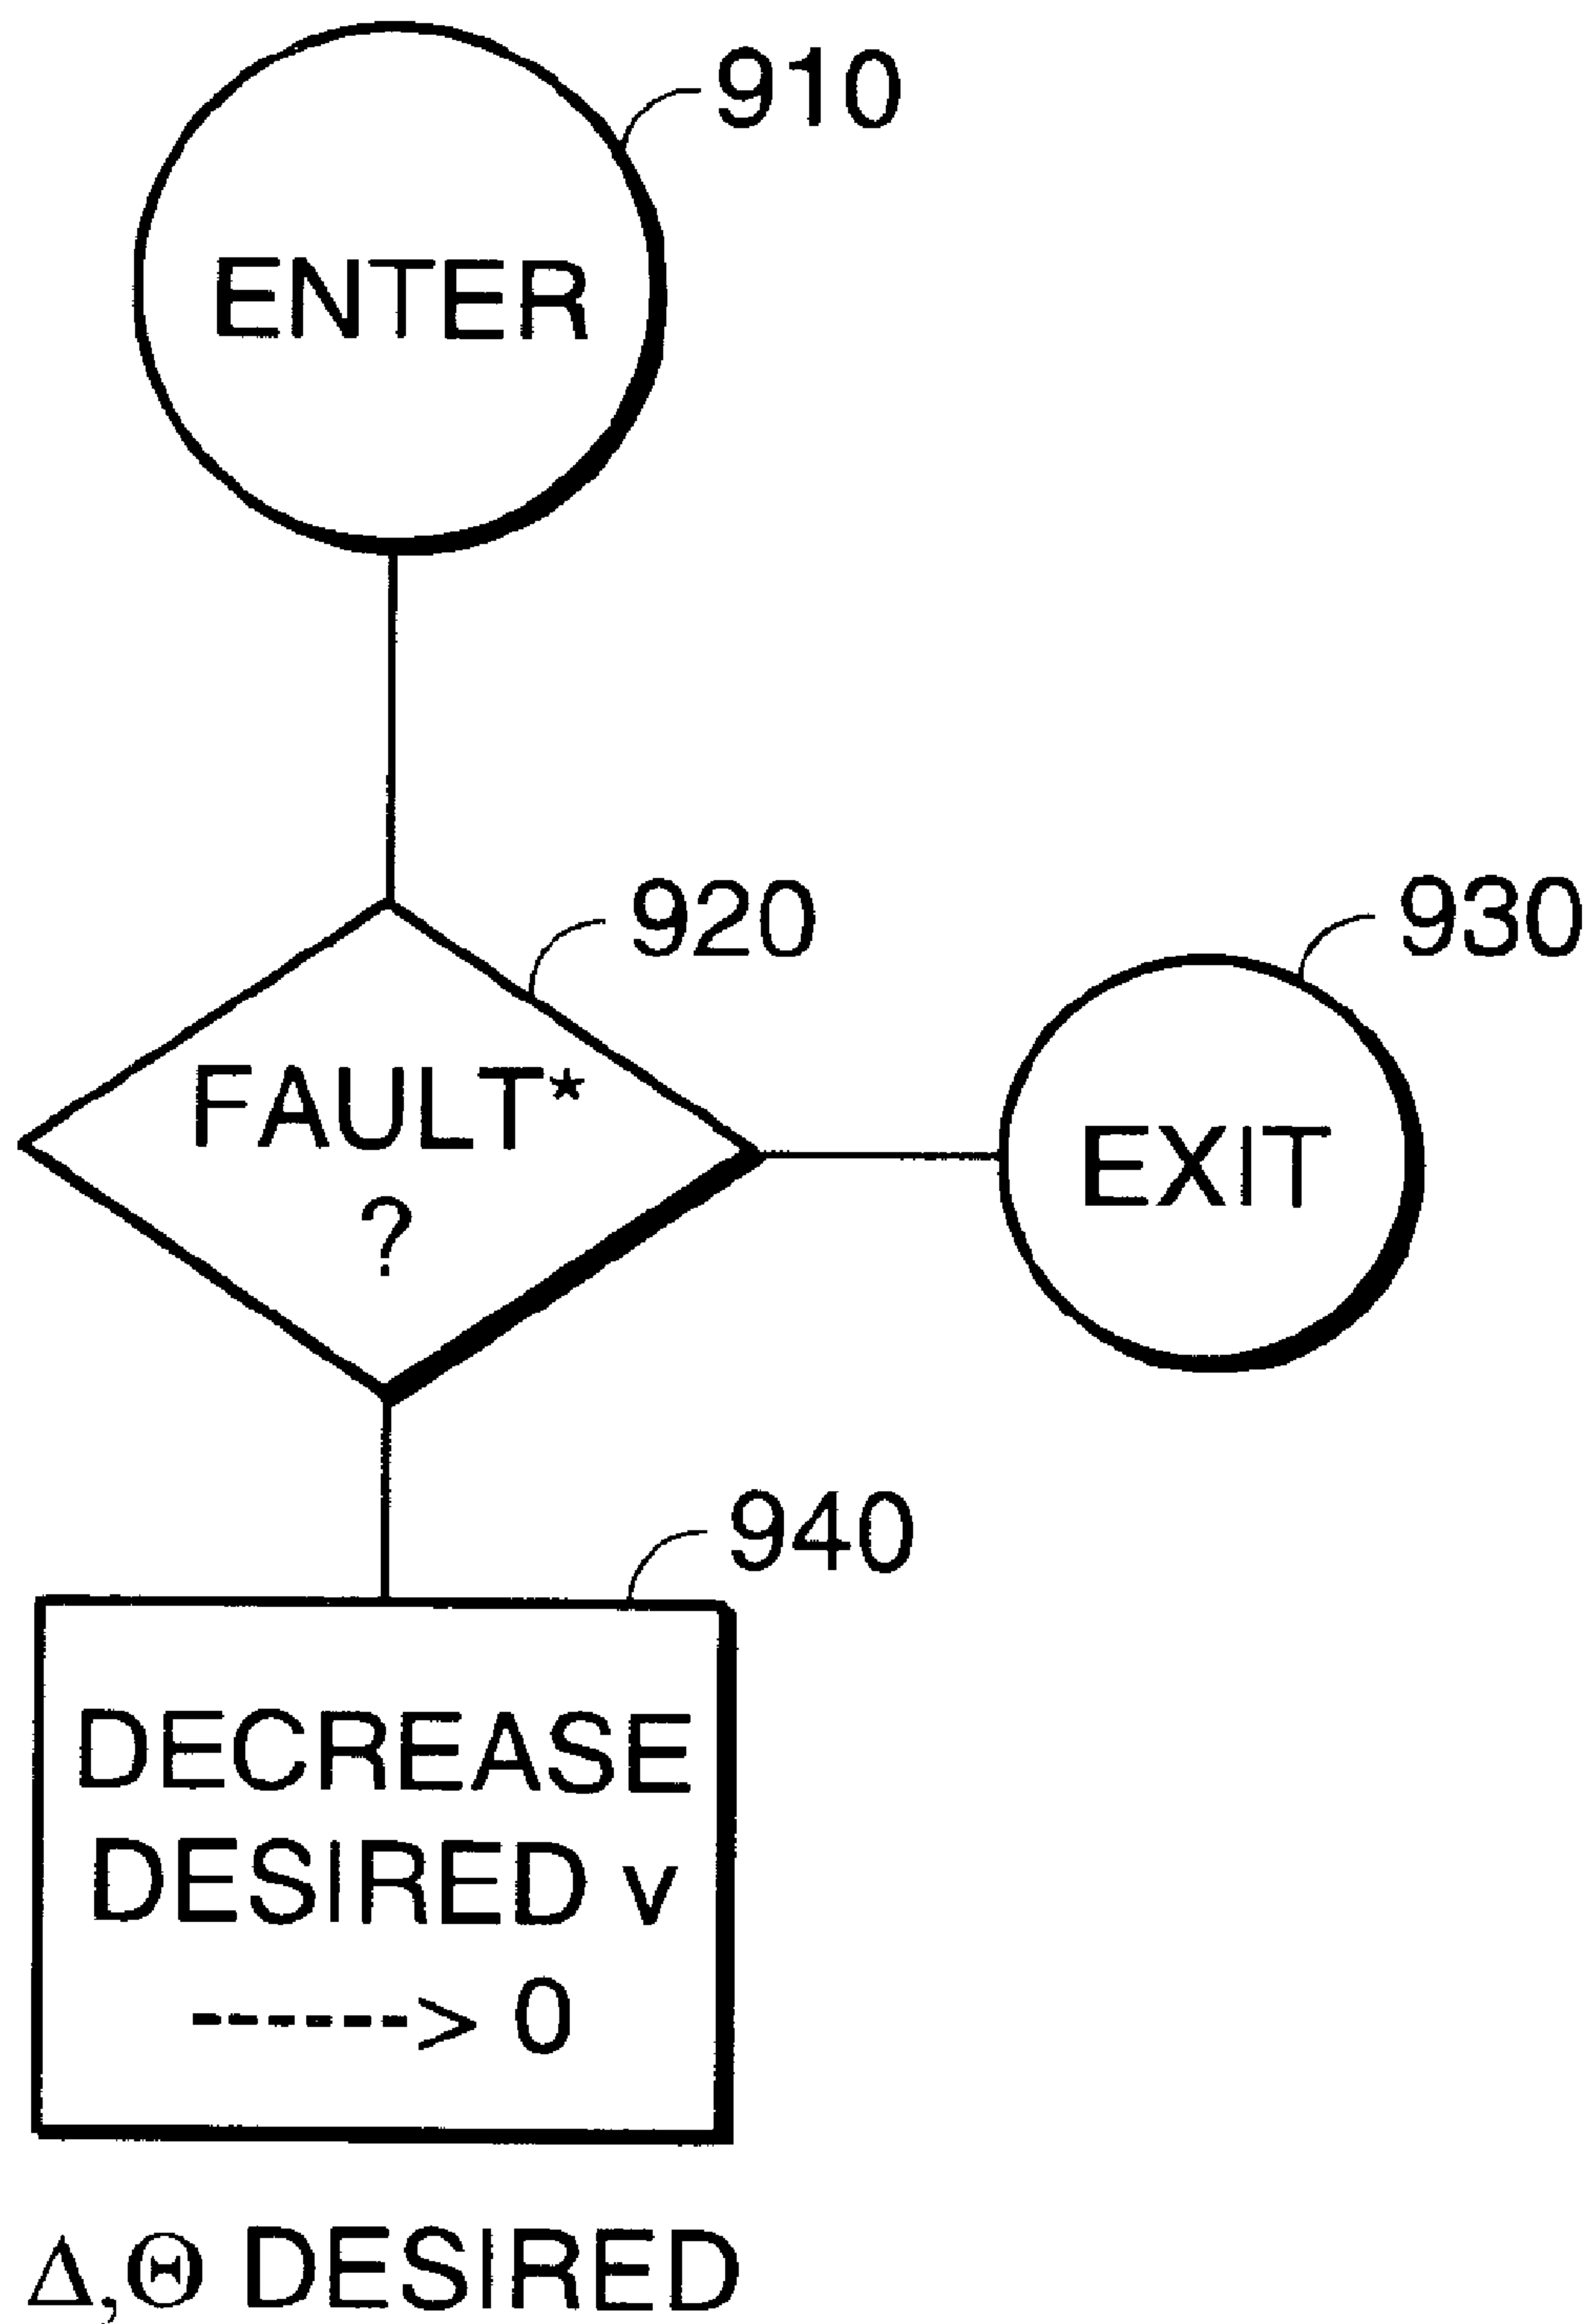 910
ENTER
920
930
FAULT*
?
EXIT
940
DECREASE
DESIRED v
------> 0
Δ,Θ DESIRED